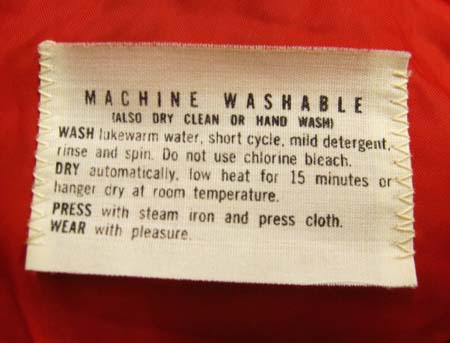 MACHINE WASHABLE
(ALSO DRY CLEAN OR HAND WASH)
WASH lukewarm water, short cycle, mild detergent,
rinse and spin. Do not use chlorine bleach.
DRY automatically, low heat for 15 minutes or
hanger dry at room temperature.
PRESS with steam iron and press cloth.
WEAR with pleasure.